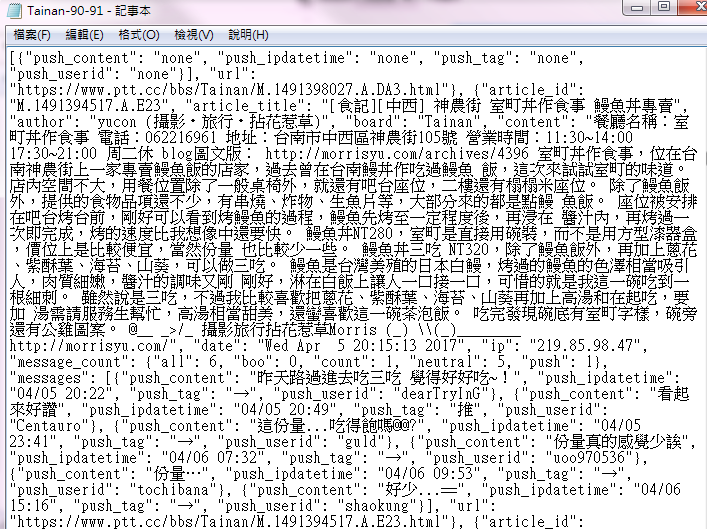 Tainan-90-91 - 記事本
檔案(F) 編輯(E) 格式(O) 檢視(V) 說明(H)
[{"push_content": "none", "push_ipdatetime": "none", "push_tag": "none",
"push_userid": "none"}], "url":
"https://www.ptt.cc/bbs/Tainan/M.1491398027.A.DA3.html"}, {"article_id":
"M.1491394517.A.E23", "article_title": "[食記][中西] 神農街 室町丼作食事 鰻魚丼專賣",
"author": "yucon (攝影‧旅行‧拈花惹草)", "board": "Tainan", "content": "餐廳名稱：室
町丼作食事 電話：062216961 地址：台南市中西區神農街105號 營業時間：11:30~14:00
17:30~21:00 周二休 blog圖文版： http://morrisyu.com/archives/4396 室町丼作食事，位在台
南神農街上一家專賣鰻魚飯的店家，過去曾在台南鰻丼作吃過鰻魚 飯，這次來試試室町的味道。
店內空間不大，用餐位置除了一般桌椅外，就還有吧台座位，二樓還有榻榻米座位。 除了鰻魚飯
外，提供的食物品項還不少，有串燒、炸物、生魚片等，大部分來的都是點鰻 魚飯。 座位被安排
在吧台烤台前，剛好可以看到烤鰻魚的過程，鰻魚先烤至一定程度後，再浸在 醬汁內，再烤過一
次即完成，烤的速度比我想像中還要快。 鰻魚丼NT280，室町是直接用碗裝，而不是用方型漆器盒
，價位上是比較便宜，當然份量 也比較少一些。 鰻魚丼三吃 NT320，除了鰻魚飯外，再加上蔥花
、紫酥葉、海苔、山葵，可以做三吃。 鰻魚是台灣養殖的日本白鰻，烤過的鰻魚的色澤相當吸引
人，肉質細嫩，醬汁的調味又剛 剛好，淋在白飯上讓人一口接一口，可惜的就是我這一碗吃到一
根細刺。 雖然說是三吃，不過我比較喜歡把蔥花、紫酥葉、海苔、山葵再加上高湯和在起吃，要
加 湯需請服務生幫忙，高湯相當甜美，還蠻喜歡這一碗茶泡飯。 吃完發現碗底有室町字樣，碗旁
還有公雞圖案。 @__ _>/_ 攝影旅行拈花惹草Morris (_) \\(_)
http://morrisyu.com/", "date": "Wed Apr  5 20:15:13 2017", "ip": "219.85.98.47",
"message_count": {"all": 6, "boo": 0, "count": 1, "neutral": 5, "push": 1},
"messages": [{"push_content": "昨天路過進去吃三吃 覺得好好吃~！", "push_ipdatetime":
"04/05 20:22", "push_tag": "→", "push_userid": "dearTryInG"}, {"push_content": "看起
來好讚", "push_ipdatetime": "04/05 20:49", "push_tag": "推", "push_userid":
"Centauro"}, {"push_content": "這份量...吃得飽嗎@@?", "push_ipdatetime": "04/05
23:41", "push_tag": "→", "push_userid": "guld"}, {"push_content": "份量真的感覺少誒",
"push_ipdatetime": "04/06 07:32", "push_tag": "→", "push_userid": "uoo970536"},
{"push_content": "份量…", "push_ipdatetime": "04/06 09:53", "push_tag": "→",
"push_userid": "tochibana"}, {"push_content": "好少...==", "push_ipdatetime": "04/06
15:16", "push_tag": "→", "push_userid": "shaokung"}], "url":
"https://www.ptt.cc/bbs/Tainan/M.1491394517.A.E23.html"}, {"article_id":